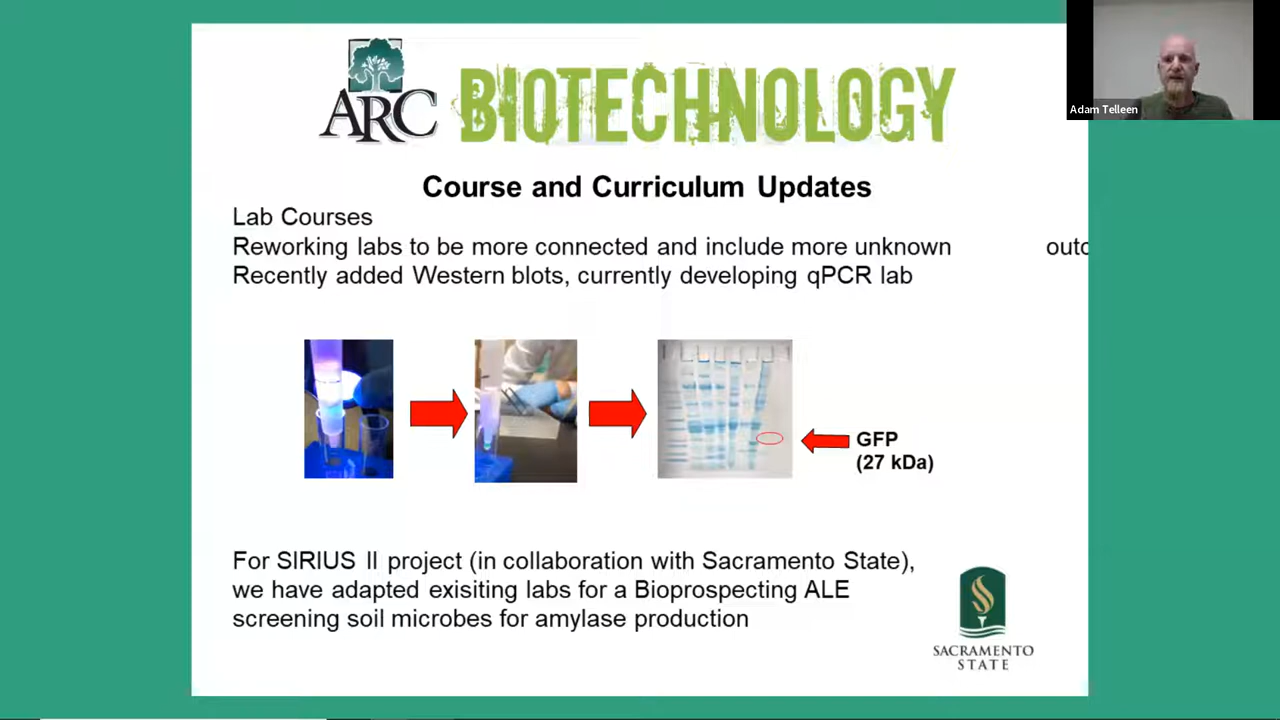 ARC BIOTECHNOLOGY
Adam Telleen
Course and Curriculum Updates
Lab Courses
Reworking labs to be more connected and include more unknown
Recently added Western blots, currently developing qPCR lab
GFP
(27 kDa)
For SIRIUS II project (in collaboration with Sacramento State),
we have adapted exisiting labs for a Bioprospecting ALE
screening soil microbes for amylase production
SACRAMENTO
STATE